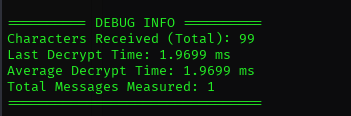 ========== DEBUG INFO ==========
Characters Received (Total): 99
Last Decrypt Time: 1.9699 ms
Average Decrypt Time: 1.9699 ms
Total Messages Measured: 1
================================